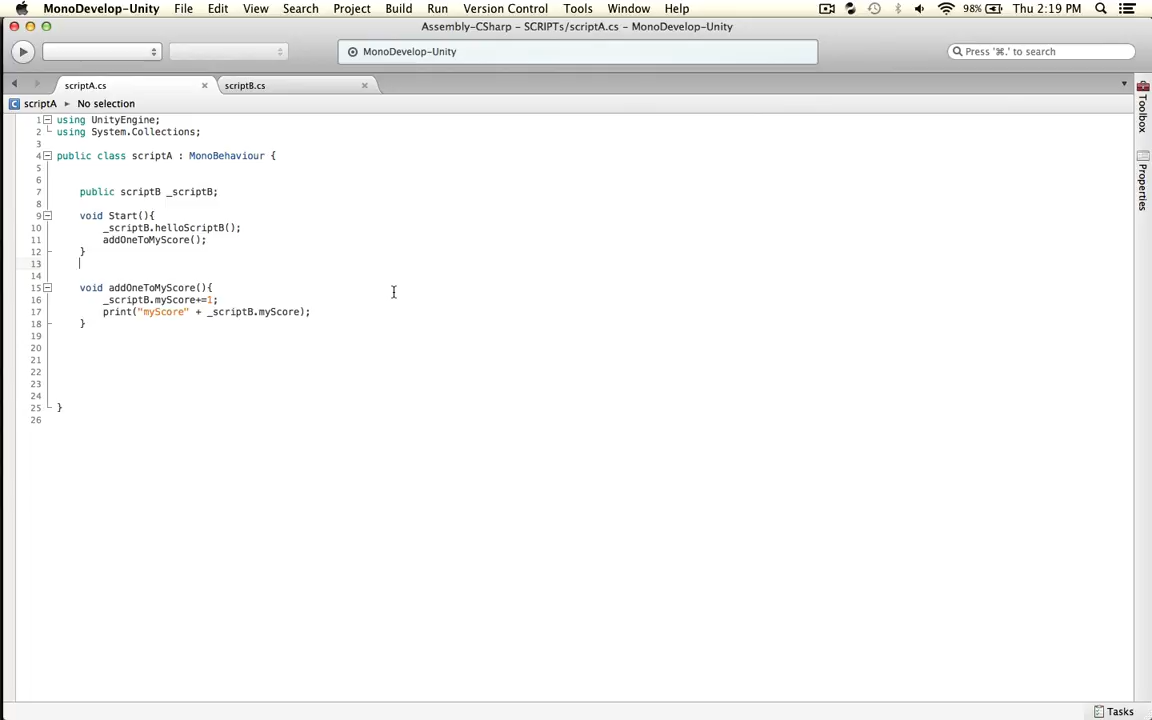 MonoDevelop-Unity File Edit View Search Project Build Run Version Control Tools Window Help 98% Thu 2:19 PM
Assembly-CSharp – SCRIPTs/scriptA.cs – MonoDevelop-Unity
MonoDevelop-Unity
Press '⌘.' to search
scriptA.cs
scriptB.cs
scriptA ▸ No selection
1 using UnityEngine;
2 using System.Collections;
3
4 public class scriptA : MonoBehaviour {
5
6
7 public scriptB _scriptB;
8
9 void Start(){
10 _scriptB.helloScriptB();
11 addOneToMyScore();
12 }
13
14
15 void addOneToMyScore(){
16 _scriptB.myScore+=1;
17 print("myScore" + _scriptB.myScore);
18 }
19
20
21
22
23
24
25 }
26
Toolbox
Properties
Tasks